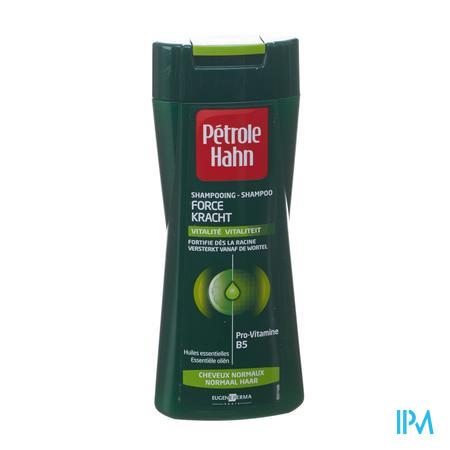 Pétrole
Hahn
SHAMPOOING - SHAMPOO
FORCE
KRACHT
VITALITÉ VITALITEIT
FORTIFIE DÈS LA RACINE
VERSTERKT VANAF DE WORTEL
Pro-Vitamine
B5
Huiles essentielles
Essentiële oliën
CHEVEUX NORMAUX
NORMAAL HAAR
EUGENE PERMA
PARIS
IPM